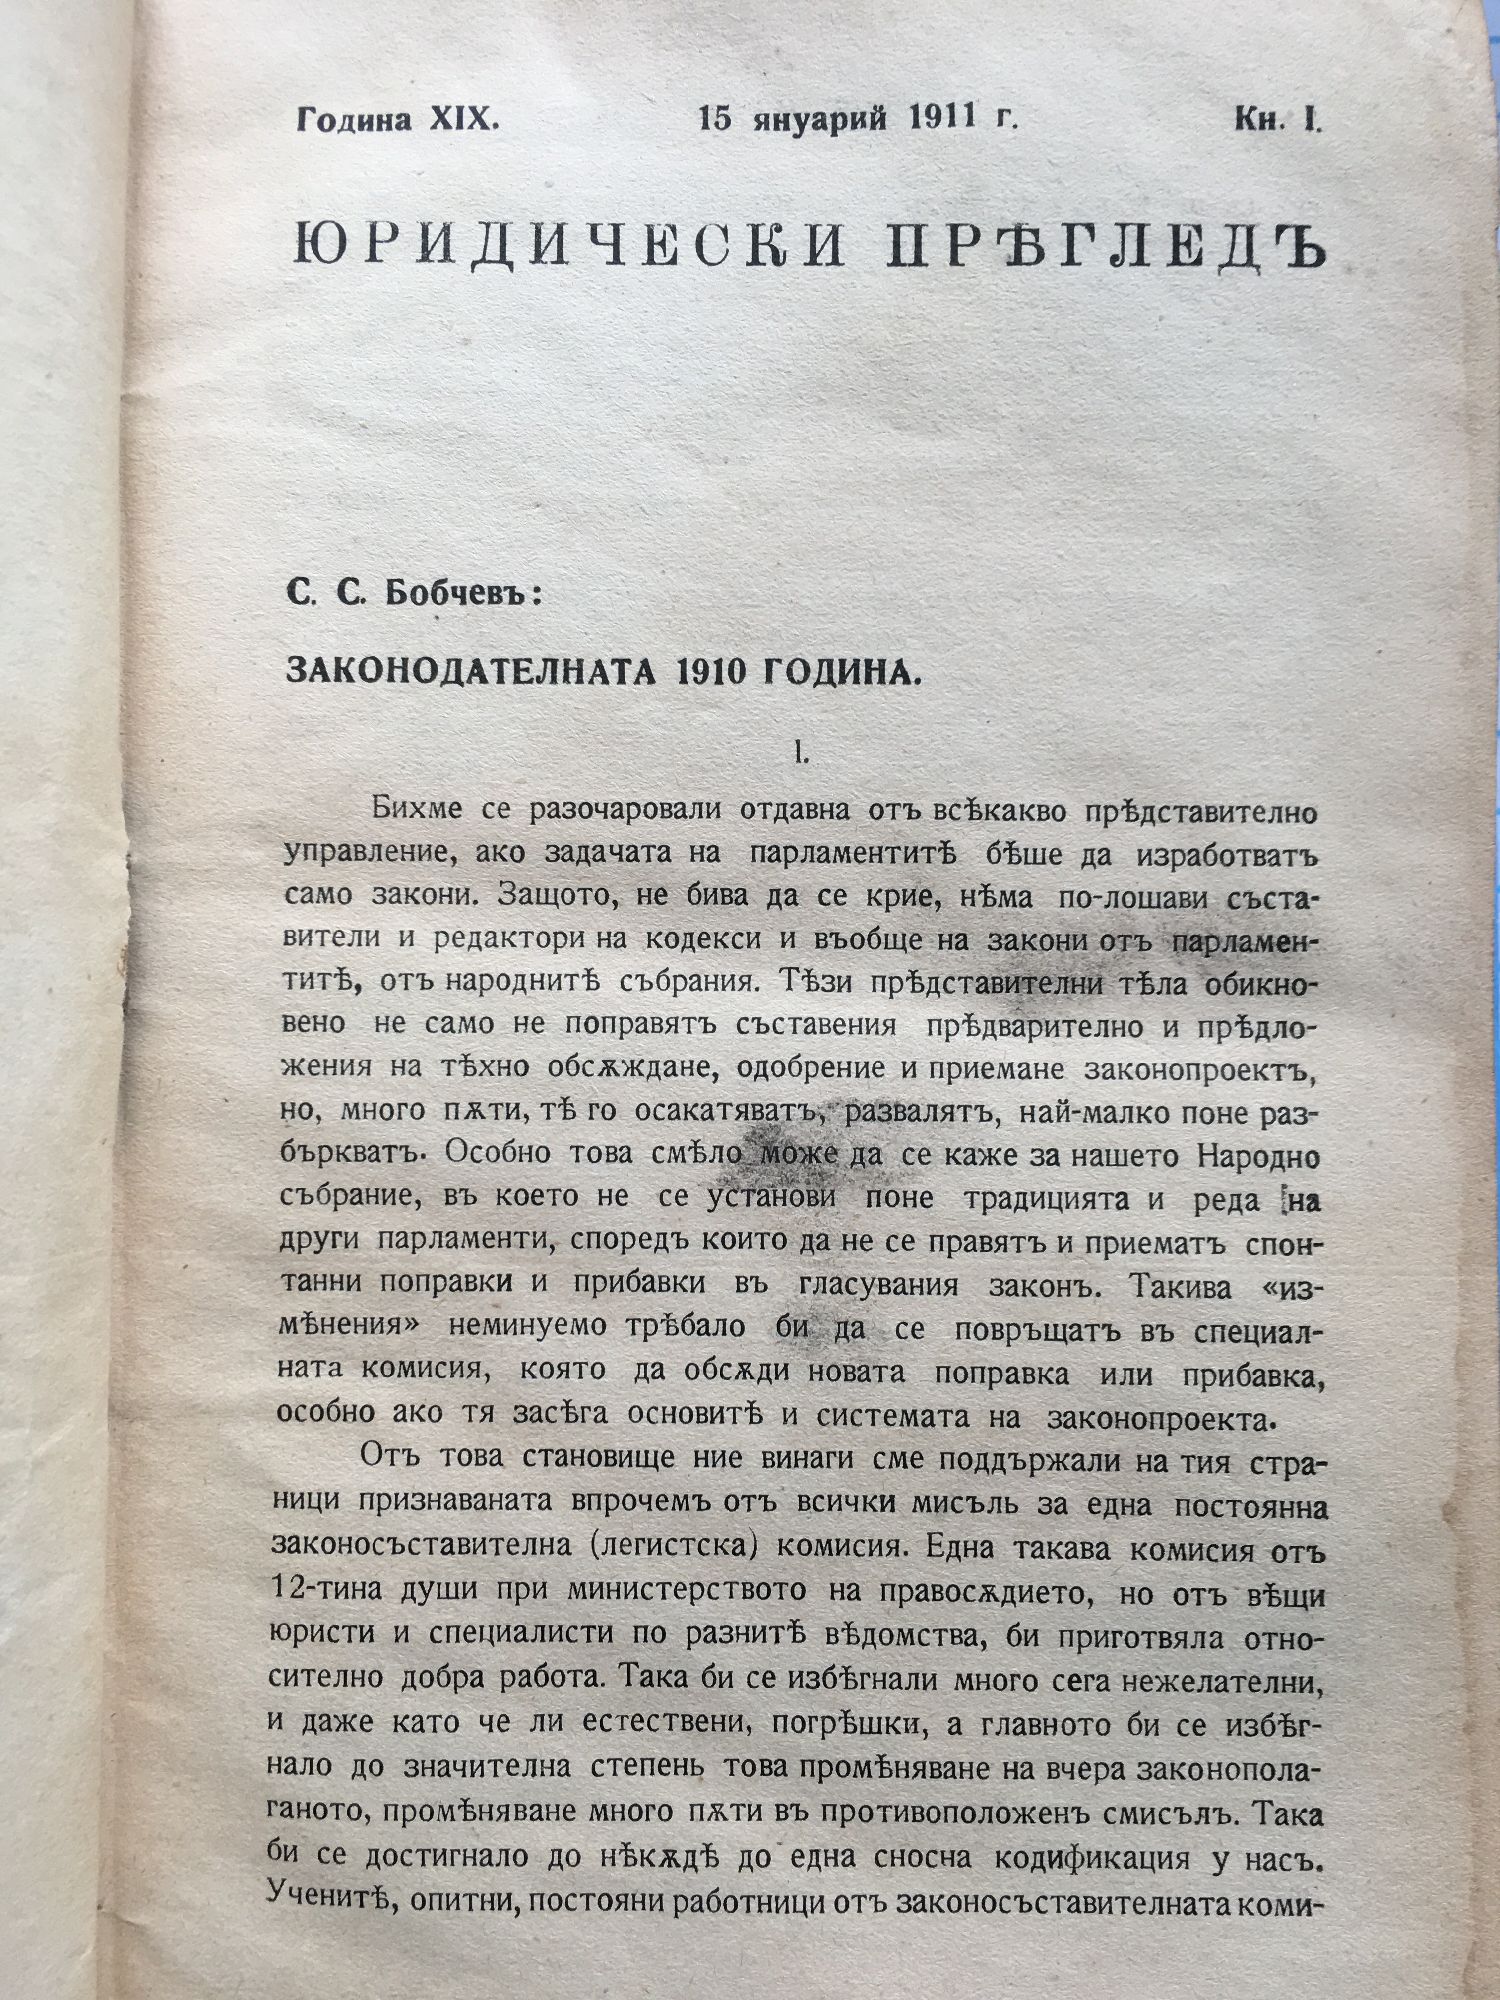 Година XIX. 15 януарий 1911 г. Кн. I.
ЮРИДИЧЕСКИ ПРѢГЛЕДЪ
С. С. Бобчевъ:
ЗАКОНОДАТЕЛНАТА 1910 ГОДИНА.
I.
Бихме се разочаровали отдавна отъ всѣкакво прѣдставително
управление, ако задачата на парламентитѣ бѣше да изработватъ
само закони. Защото, не бива да се крие, нѣма по-лошави съста-
вители и редактори на кодекси и въобще на закони отъ парламен-
титѣ, отъ народнитѣ събрания. Тѣзи прѣдставителни тѣла обикно-
вено не само не поправятъ съставения прѣдварително и прѣдло-
жения на тѣхно обсѫждане, одобрение и приемане законопроектъ,
но, много пѫти, тѣ го осакатяватъ, развалятъ, най-малко поне раз-
бъркватъ. Особно това смѣло може да се каже за нашето Народно
събрание, въ което не се установи поне традицията и реда на
други парламенти, споредъ които да не се правятъ и приематъ спон-
танни поправки и прибавки въ гласувания законъ. Такива «из-
мѣнения» неминуемо трѣбало би да се повръщатъ въ специал-
ната комисия, която да обсѫди новата поправка или прибавка,
особно ако тя засѣга основитѣ и системата на законопроекта.
Отъ това становище ние винаги сме поддържали на тия стра-
ници признаваната впрочемъ отъ всички мисъль за една постоянна
законосъставителна (легистска) комисия. Една такава комисия отъ
12-тина души при министерството на правосѫдието, но отъ вѣщи
юристи и специалисти по разнитѣ вѣдомства, би приготвяла отно-
сително добра работа. Така би се избѣгнали много сега нежелателни,
и даже като че ли естествени, погрѣшки, а главното би се избѣг-
нало до значителна степень това промѣняване на вчера законопола-
ганото, промѣняване много пѫти въ противоположенъ смисълъ. Така
би се достигнало до нѣкѫдѣ до една сносна кодификация у насъ.
Ученитѣ, опитни, постояни работници отъ законосъставителната коми-